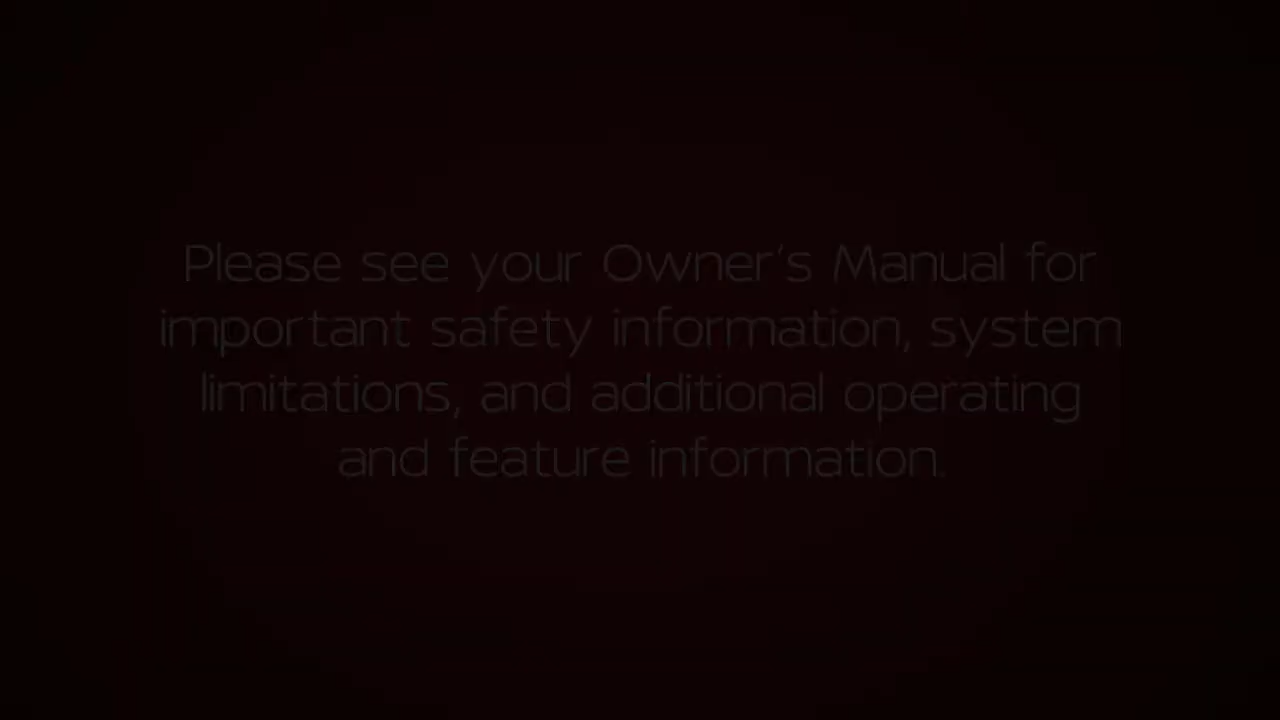 Please see your Owner's Manual for
important safety information, system
limitations, and additional operating
and feature information.